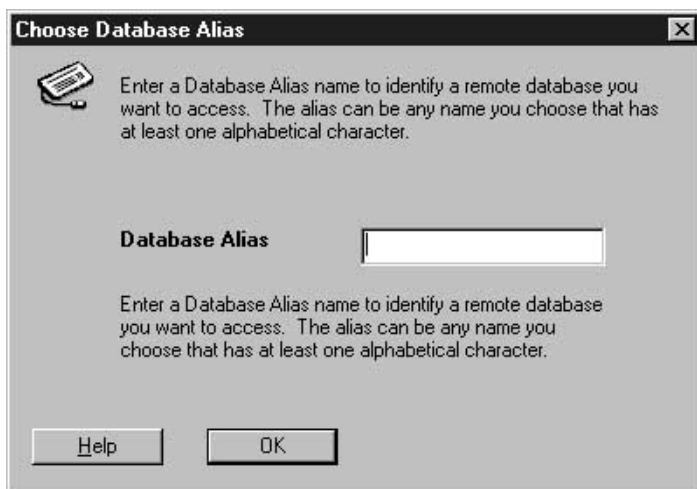 Choose Database Alias
Enter a Database Alias name to identify a remote database you
want to access. The alias can be any name you choose that has
at least one alphabetical character.
Database Alias
Enter a Database Alias name to identify a remote database
you want to access. The alias can be any name you
choose that has at least one alphabetical character.
Help
OK